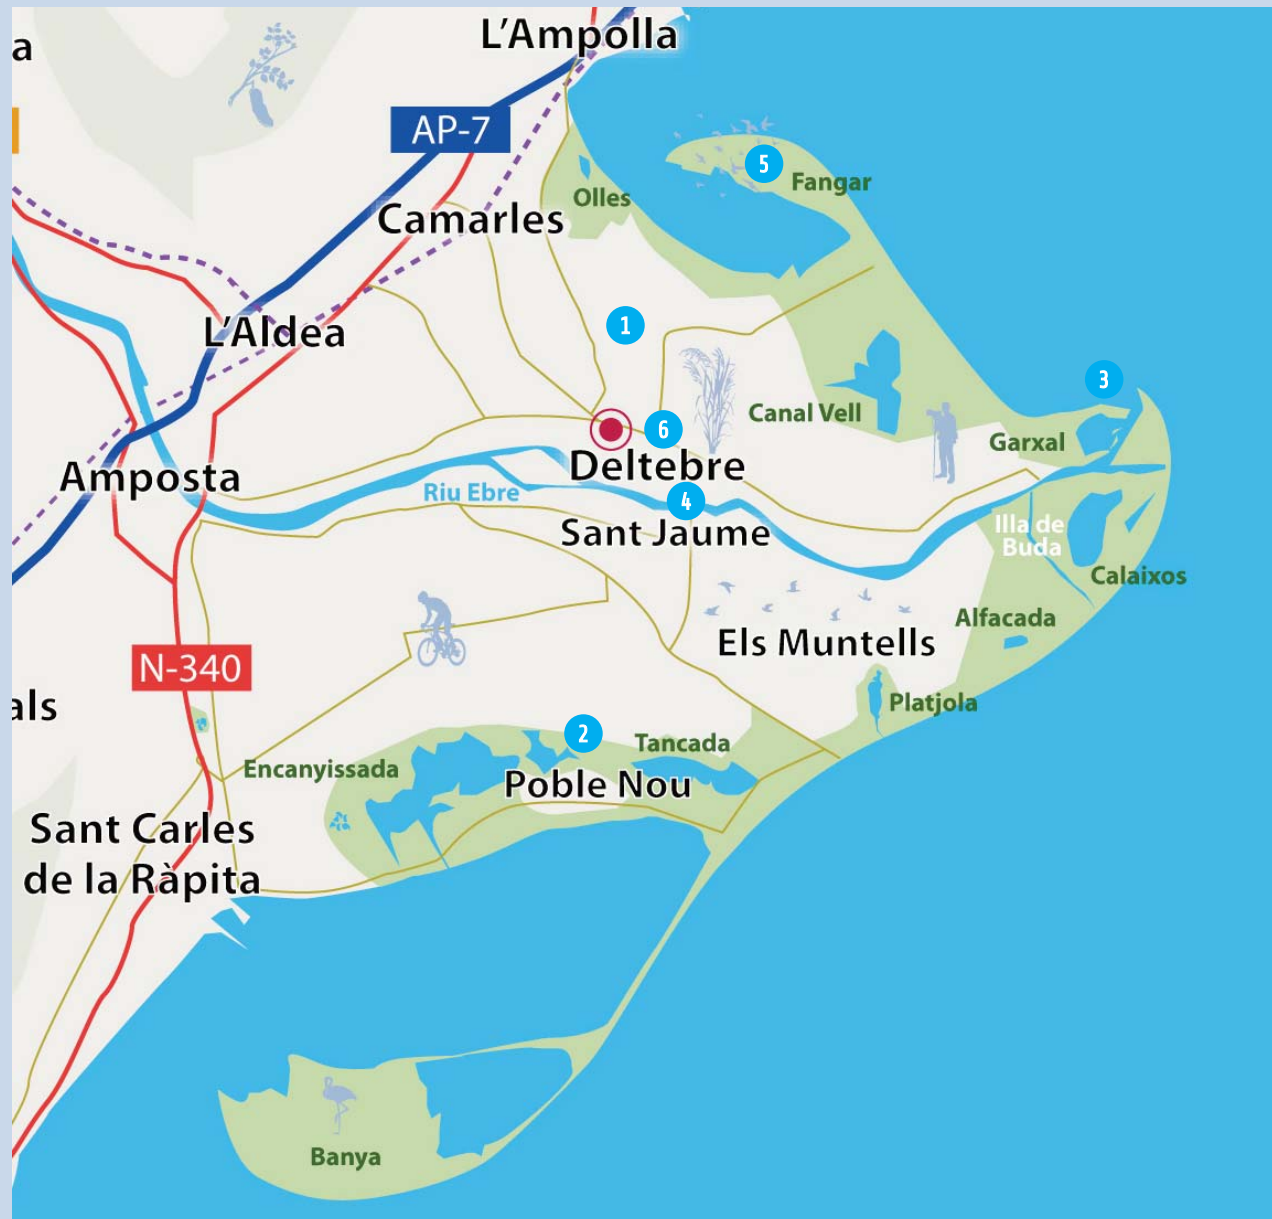 L'Ampolla
a
AP-7
5
Fangar
Olles
Camarles
1
L'Aldea
3
Canal Vell
6
Garxal
Deltebre
Amposta
Riu Ebre
4
Sant Jaume
Illa de
Buda
Calaixos
Alfacada
Els Muntells
N-340
als
Platjola
2
Tancada
Encanyissada
Poble Nou
Sant Carles
de la Ràpita
Banya